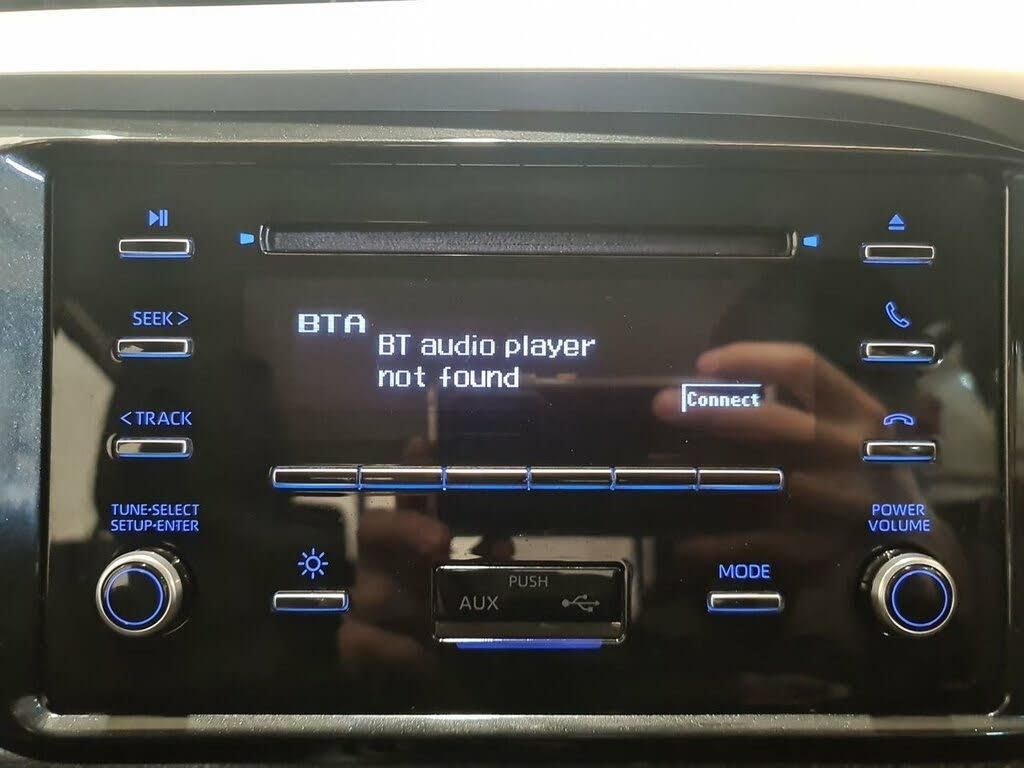 SEEK >
< TRACK
TUNE•SELECT
SETUP•ENTER
BTA
BT audio player
not found
Connect
PUSH
AUX
MODE
POWER
VOLUME